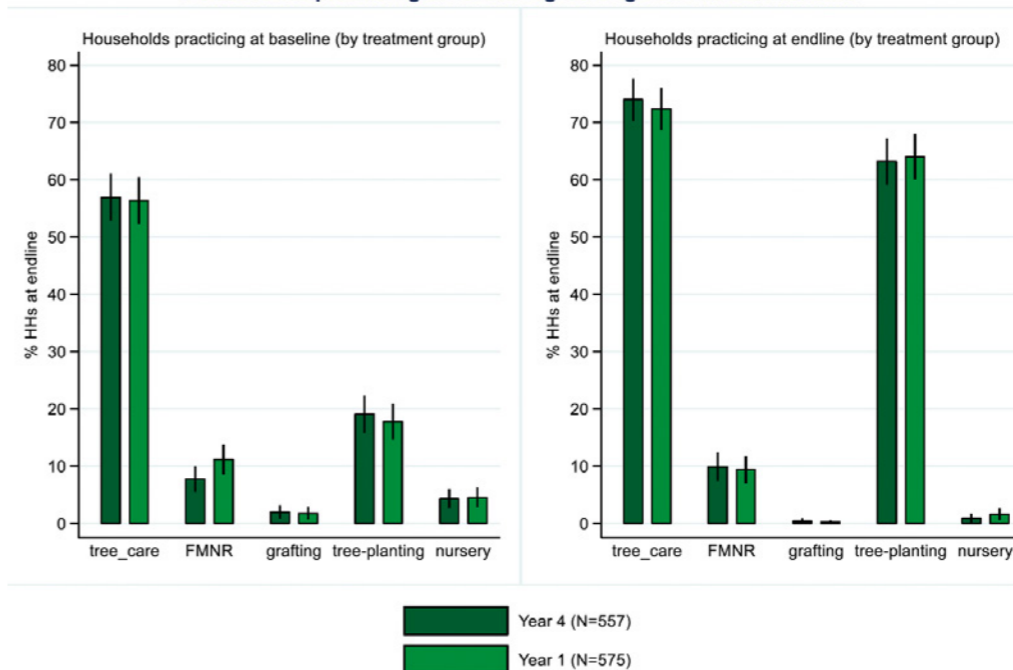 Households practicing at baseline (by treatment group)
80
70
60
50
40
30
20
10
0
% HHs at endline
tree_care FMNR grafting tree-planting nursery
Households practicing at endline (by treatment group)
80
70
60
50
40
30
20
10
0
% HHs at endline
tree_care FMNR grafting tree-planting nursery
Year 4 (N=557)
Year 1 (N=575)